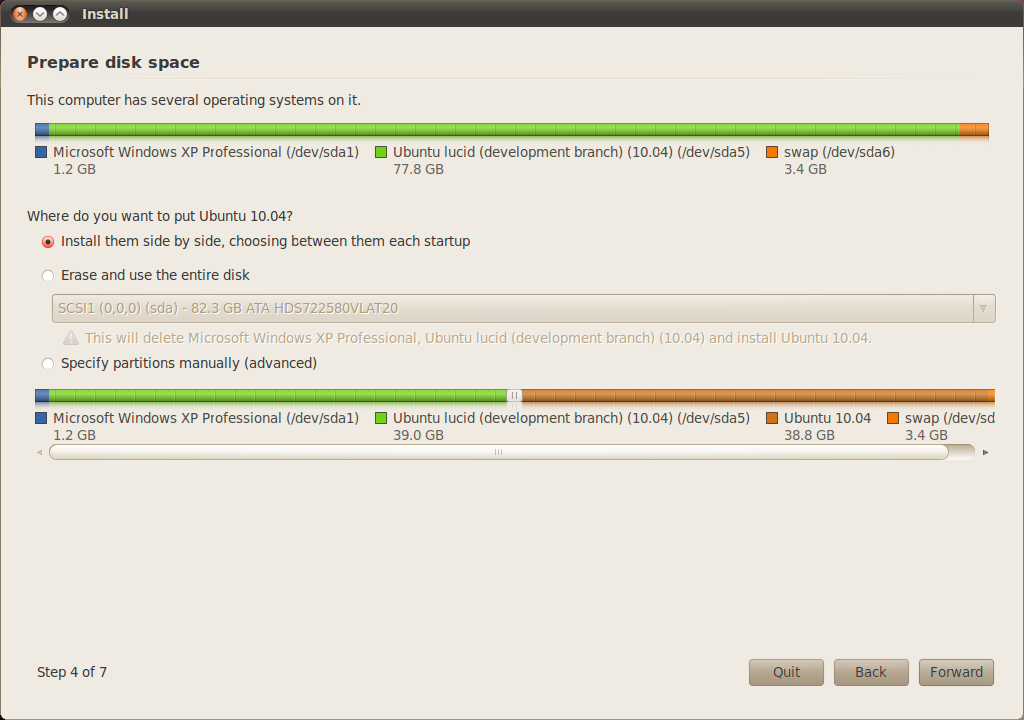 Install
Prepare disk space
This computer has several operating systems on it.
Microsoft Windows XP Professional (/dev/sda1) Ubuntu lucid (development branch) (10.04) (/dev/sda5) swap (/dev/sda6)
1.2 GB 77.8 GB 3.4 GB
Where do you want to put Ubuntu 10.04?
Install them side by side, choosing between them each startup
Erase and use the entire disk
SCSI1 (0,0,0) (sda) - 82.3 GB ATA HDS722580VLAT20
This will delete Microsoft Windows XP Professional, Ubuntu lucid (development branch) (10.04) and install Ubuntu 10.04.
Specify partitions manually (advanced)
Microsoft Windows XP Professional (/dev/sda1) Ubuntu lucid (development branch) (10.04) (/dev/sda5) Ubuntu 10.04 swap (/dev/sd
1.2 GB 39.0 GB 38.8 GB 3.4 GB
Step 4 of 7 Quit Back Forward